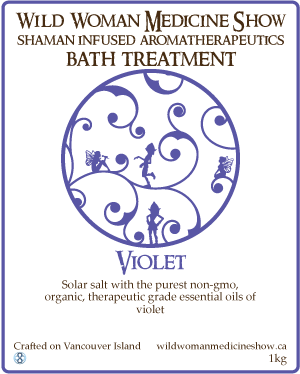 Wild Woman Medicine Show
SHAMAN INFUSED AROMATHERAPEUTICS
BATH TREATMENT
VIOLET
Solar salt with the purest non-gmo,
organic, therapeutic grade essential oils of
violet
Crafted on Vancouver Island wildwomanmedicineshow.ca
1kg